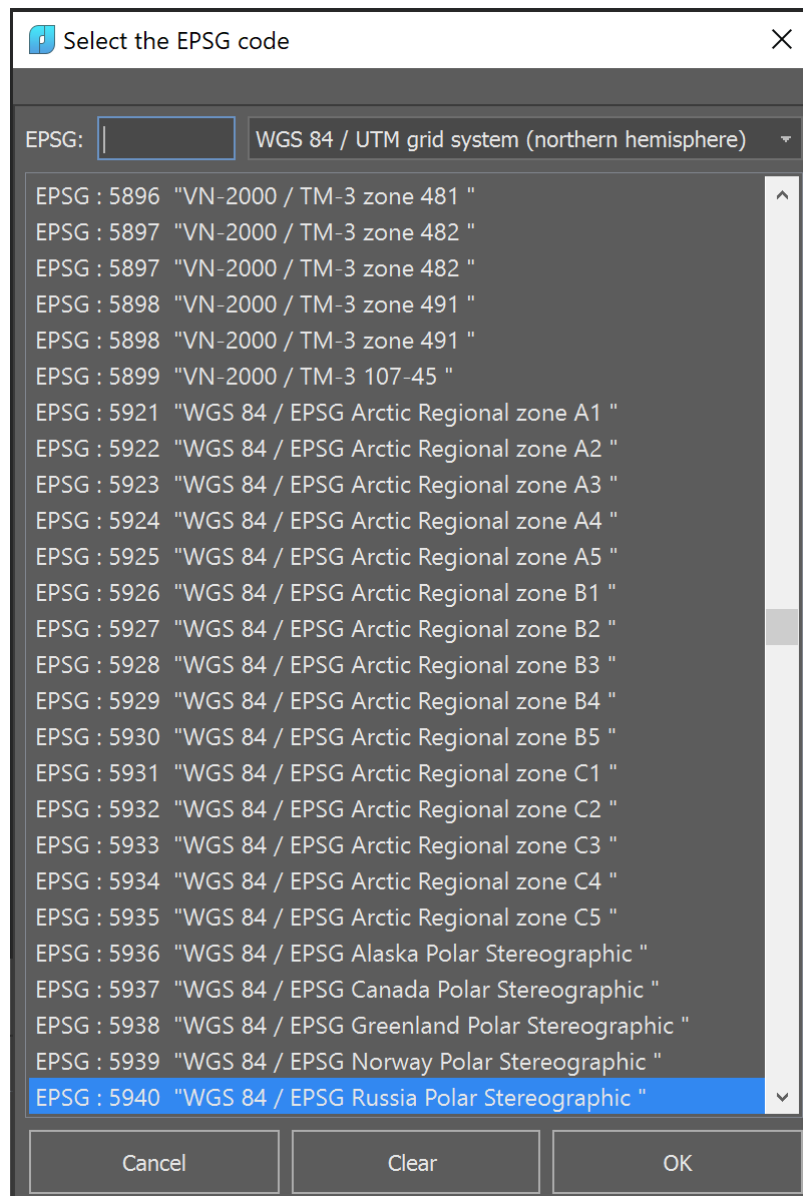 Select the EPSG code
EPSG: WGS 84 / UTM grid system (northern hemisphere)
EPSG : 5896 "VN-2000 / TM-3 zone 481 "
EPSG : 5897 "VN-2000 / TM-3 zone 482 "
EPSG : 5897 "VN-2000 / TM-3 zone 482 "
EPSG : 5898 "VN-2000 / TM-3 zone 491 "
EPSG : 5898 "VN-2000 / TM-3 zone 491 "
EPSG : 5899 "VN-2000 / TM-3 107-45 "
EPSG : 5921 "WGS 84 / EPSG Arctic Regional zone A1 "
EPSG : 5922 "WGS 84 / EPSG Arctic Regional zone A2 "
EPSG : 5923 "WGS 84 / EPSG Arctic Regional zone A3 "
EPSG : 5924 "WGS 84 / EPSG Arctic Regional zone A4 "
EPSG : 5925 "WGS 84 / EPSG Arctic Regional zone A5 "
EPSG : 5926 "WGS 84 / EPSG Arctic Regional zone B1 "
EPSG : 5927 "WGS 84 / EPSG Arctic Regional zone B2 "
EPSG : 5928 "WGS 84 / EPSG Arctic Regional zone B3 "
EPSG : 5929 "WGS 84 / EPSG Arctic Regional zone B4 "
EPSG : 5930 "WGS 84 / EPSG Arctic Regional zone B5 "
EPSG : 5931 "WGS 84 / EPSG Arctic Regional zone C1 "
EPSG : 5932 "WGS 84 / EPSG Arctic Regional zone C2 "
EPSG : 5933 "WGS 84 / EPSG Arctic Regional zone C3 "
EPSG : 5934 "WGS 84 / EPSG Arctic Regional zone C4 "
EPSG : 5935 "WGS 84 / EPSG Arctic Regional zone C5 "
EPSG : 5936 "WGS 84 / EPSG Alaska Polar Stereographic "
EPSG : 5937 "WGS 84 / EPSG Canada Polar Stereographic "
EPSG : 5938 "WGS 84 / EPSG Greenland Polar Stereographic "
EPSG : 5939 "WGS 84 / EPSG Norway Polar Stereographic "
EPSG : 5940 "WGS 84 / EPSG Russia Polar Stereographic "
Cancel Clear OK